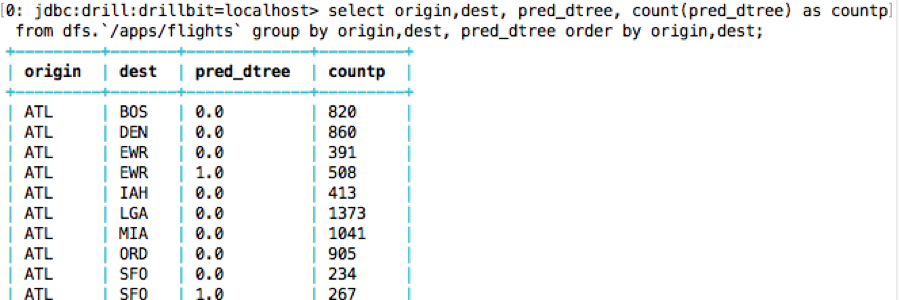 0: jdbc:drill:drillbit=localhost> select origin,dest, pred_dtree, count(pred_dtree) as countp
from dfs.`/apps/flights` group by origin,dest, pred_dtree order by origin,dest;
+---------+-------+-------------+---------+
| origin | dest | pred_dtree | countp |
+---------+-------+-------------+---------+
| ATL | BOS | 0.0 | 820 |
| ATL | DEN | 0.0 | 860 |
| ATL | EWR | 0.0 | 391 |
| ATL | EWR | 1.0 | 508 |
| ATL | IAH | 0.0 | 413 |
| ATL | LGA | 0.0 | 1373 |
| ATL | MIA | 0.0 | 1041 |
| ATL | ORD | 0.0 | 905 |
| ATL | SFO | 0.0 | 234 |
| ATL | SFO | 1.0 | 267 |